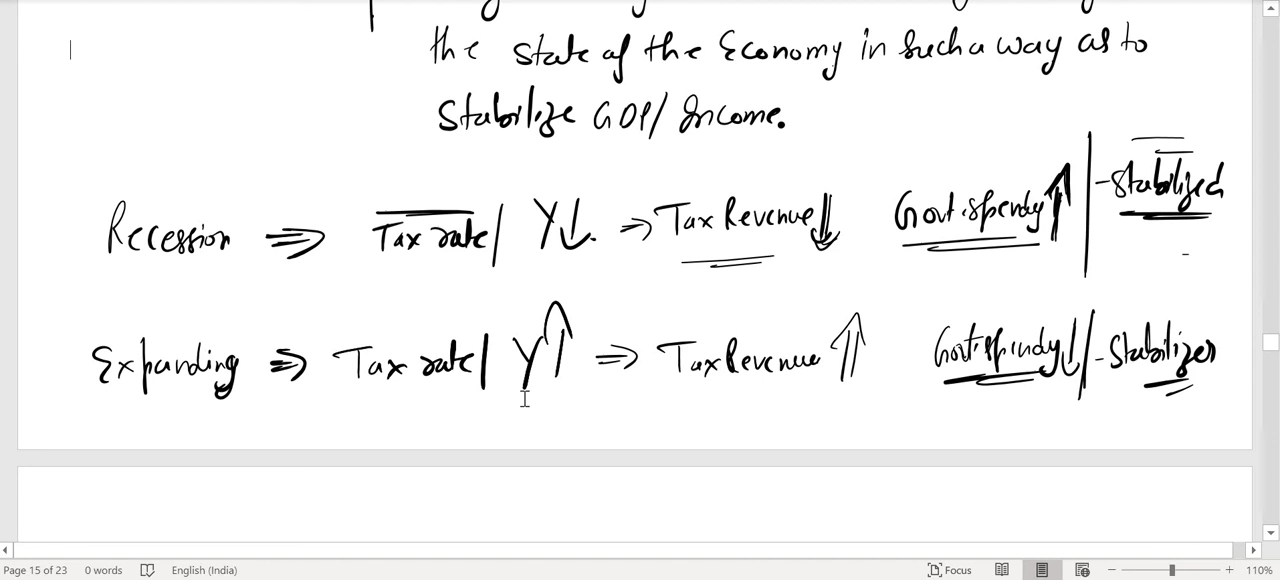 the state of the Economy in such a way as to
Stabilize GDP/ Income.
Recession ⇒ Tax rate/ Y↓. ⇒ Tax Revenue ↓ Govt. spendy ↑ | - Stabilized
Expanding ⇒ Tax rate/ Y↑ ⇒ Tax Revenue ↑ Govt. spendy ↓ / - Stabilizer
Page 15 of 23 0 words English (India) Focus 110%